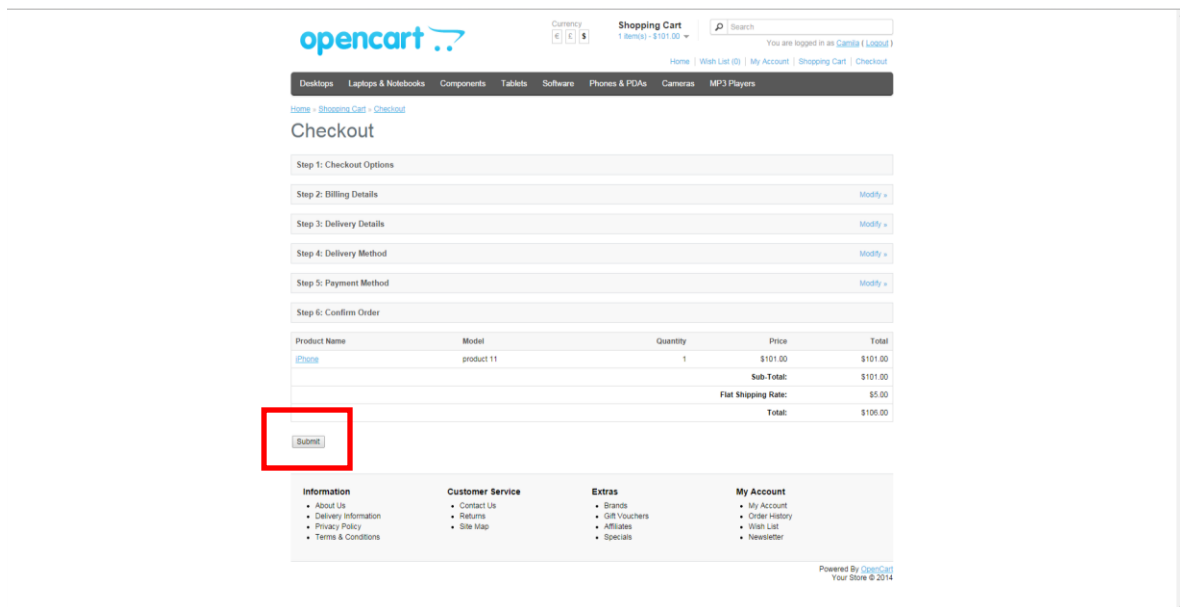 opencart
Currency
€ £ $
Shopping Cart
1 item(s) - $101.00
Search
You are logged in as Camila ( Logout )
Home | Wish List (0) | My Account | Shopping Cart | Checkout
Desktops Laptops & Notebooks Components Tablets Software Phones & PDAs Cameras MP3 Players
Home » Shopping Cart » Checkout
Checkout
Step 1: Checkout Options
Step 2: Billing Details Modify »
Step 3: Delivery Details Modify »
Step 4: Delivery Method Modify »
Step 5: Payment Method Modify »
Step 6: Confirm Order
Product Name Model Quantity Price Total
iPhone product 11 1 $101.00 $101.00
Sub-Total: $101.00
Flat Shipping Rate: $5.00
Total: $106.00
Submit
Information
About Us
Delivery Information
Privacy Policy
Terms & Conditions
Customer Service
Contact Us
Returns
Site Map
Extras
Brands
Gift Vouchers
Affiliates
Specials
My Account
My Account
Order History
Wish List
Newsletter
Powered By OpenCart
Your Store © 2014